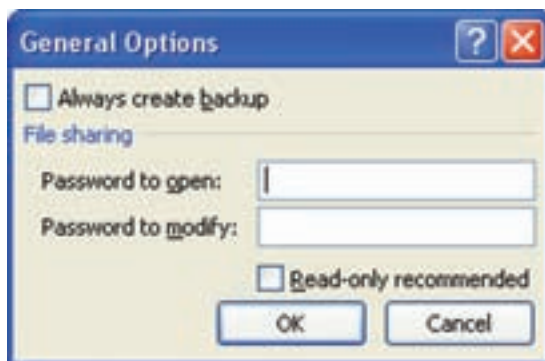 General Options
Always create backup
File sharing
Password to open:
Password to modify:
Read-only recommended
OK Cancel